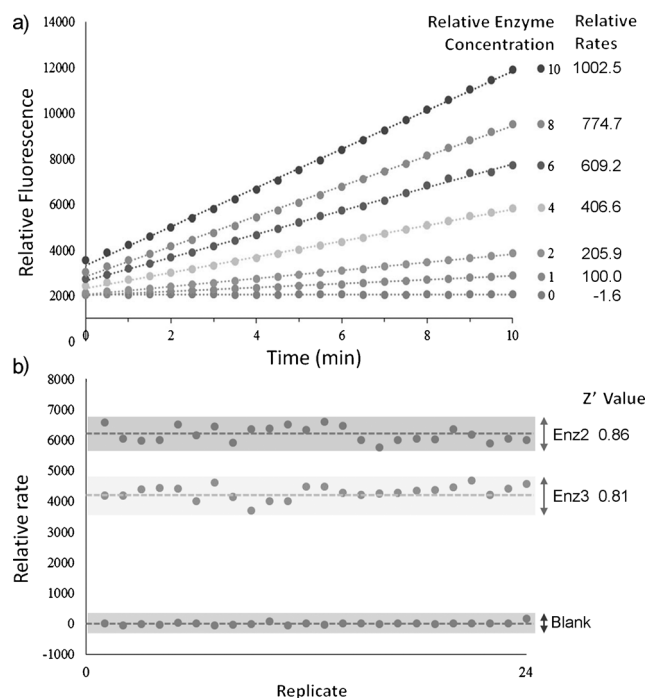 a)
Relative Enzyme Concentration
Relative Rates
Relative Fluorescence
14000
12000
10000
8000
6000
4000
2000
0
10 1002.5
8 774.7
6 609.2
4 406.6
2 205.9
1 100.0
0 -1.6
0 2 4 6 8 10
Time (min)
b)
Z' Value
Relative rate
8000
7000
6000
5000
4000
3000
2000
1000
0
-1000
Enz2 0.86
Enz3 0.81
Blank
0 24
Replicate